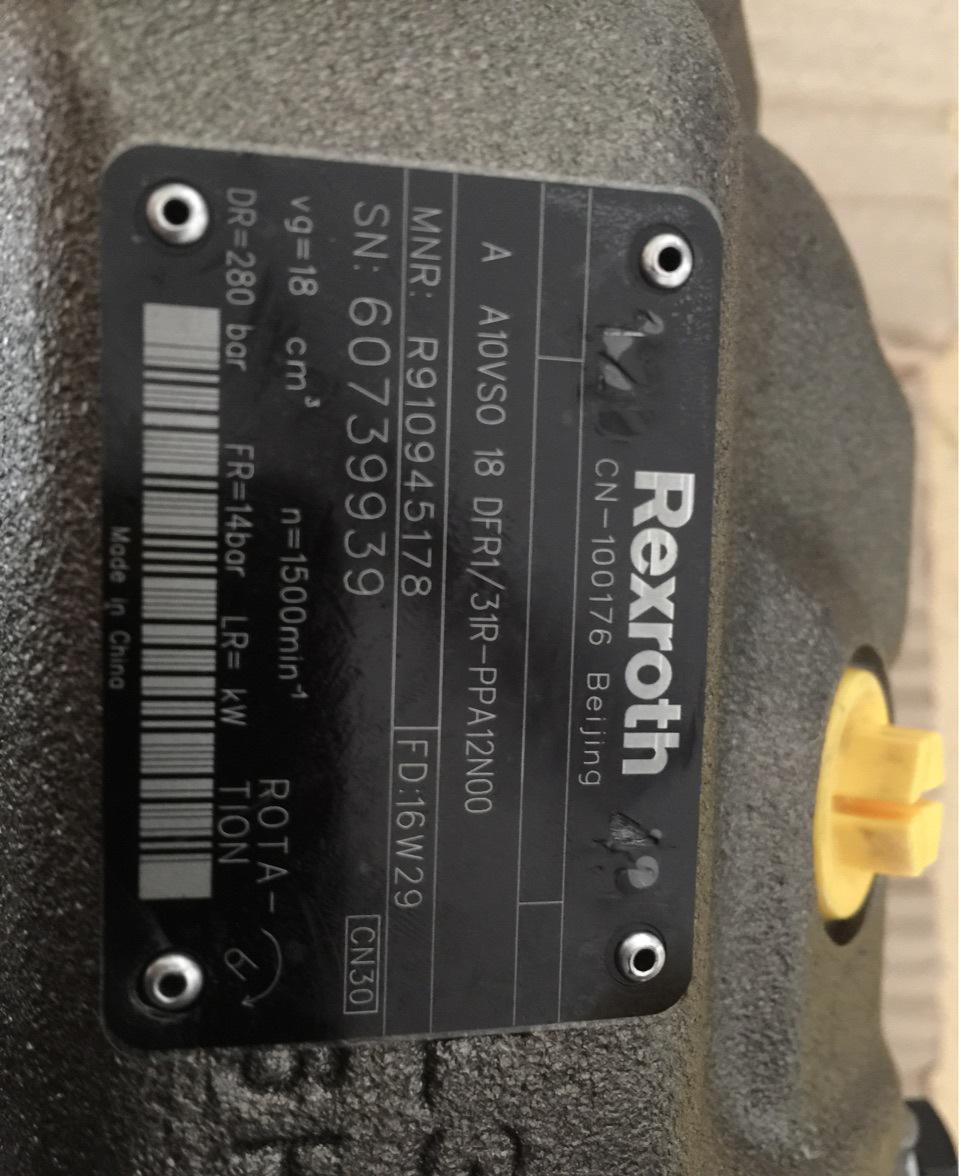 Rexroth
CN-100176 Beijing
A A10VSO 18 DFR1/31R-PPA12N00
MNR: R910945178 FD:16W29
SN: 60739939 CN30
vg=18 cm³ n=1500min⁻¹ ROTA-
DR=280 bar FR=14bar LR= kW TION
Made in China